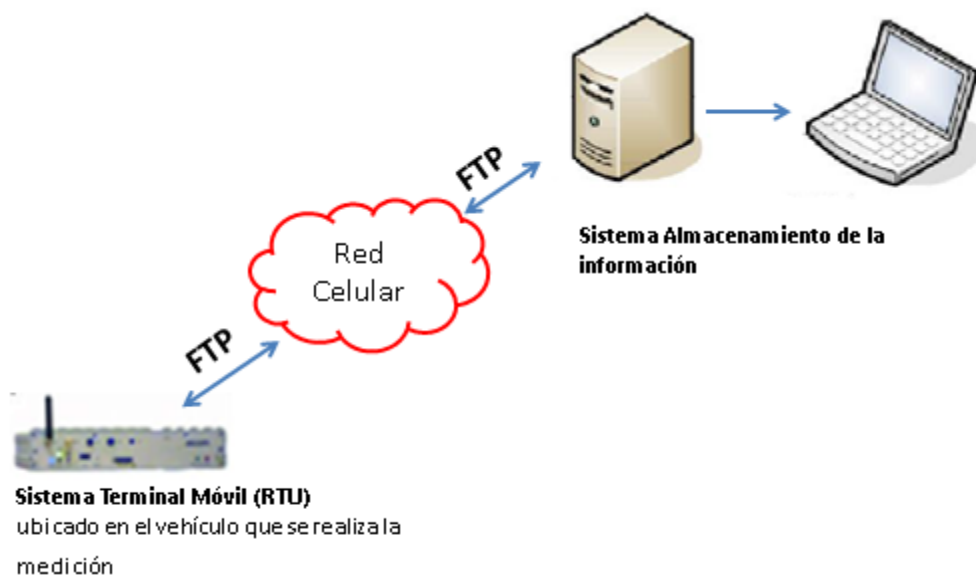 FTP
Sistema Almacenamiento de la
información
Red
Celular
FTP
Sistema Terminal Móvil (RTU)
ubicado en el vehículo que se realiza la
medición